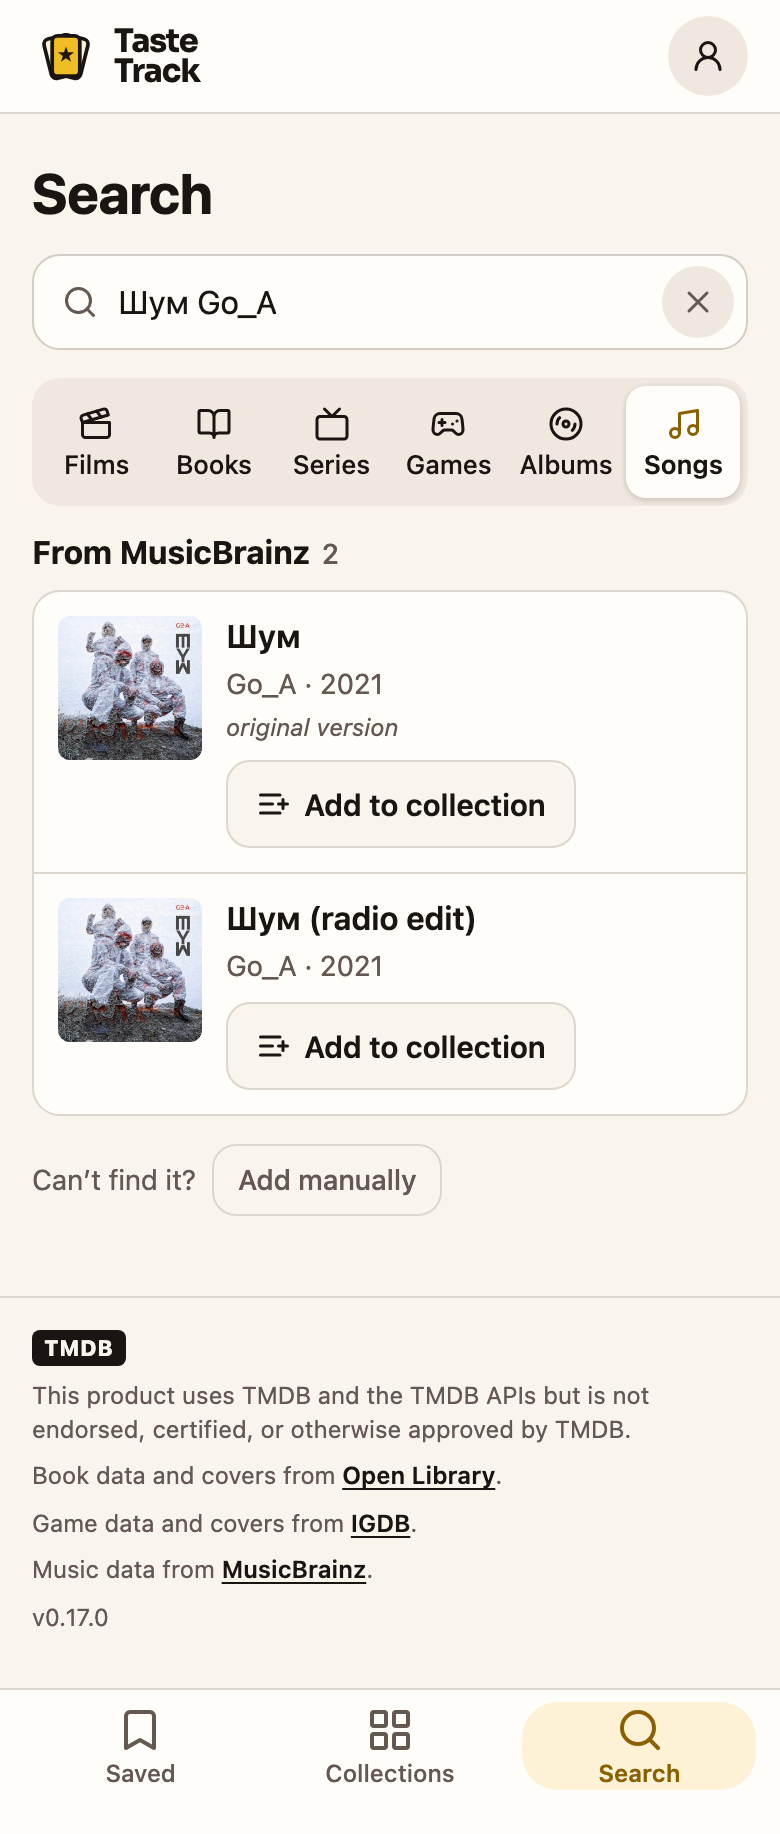 Taste
Track
Search
Шум Go_A
Films
Books
Series
Games
Albums
Songs
From MusicBrainz 2
GO_A
ШУМ
Шум
Go_A · 2021
original version
Add to collection
GO_A
ШУМ
Шум (radio edit)
Go_A · 2021
Add to collection
Can’t find it?
Add manually
TMDB
This product uses TMDB and the TMDB APIs but is not
endorsed, certified, or otherwise approved by TMDB.
Book data and covers from Open Library.
Game data and covers from IGDB.
Music data from MusicBrainz.
v0.17.0
Saved
Collections
Search